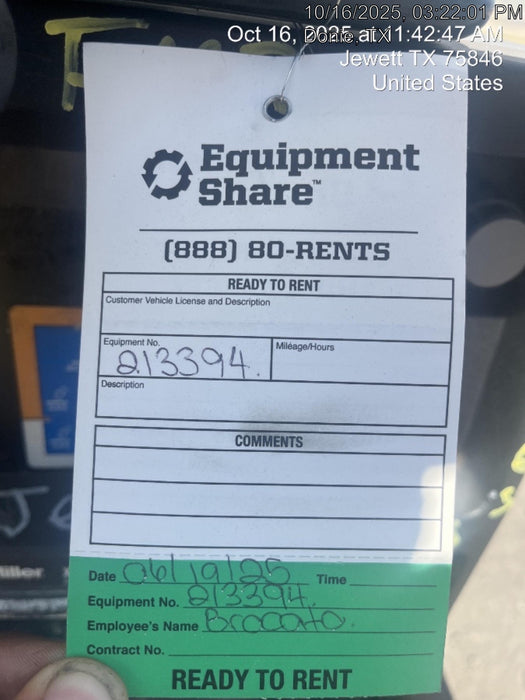 10/16/2025, 03:22:01 PM
Oct 16, 2025 at 11:42:47 AM
Jewett TX 75846
United States
Equipment
Share™
(888) 80-RENTS
READY TO RENT
Customer Vehicle License and Description
Equipment No.
Mileage/Hours
213394.
Description
COMMENTS
Date 06/19/25 Time
Equipment No. 213394.
Employee's Name Brocato.
Contract No.
READY TO RENT